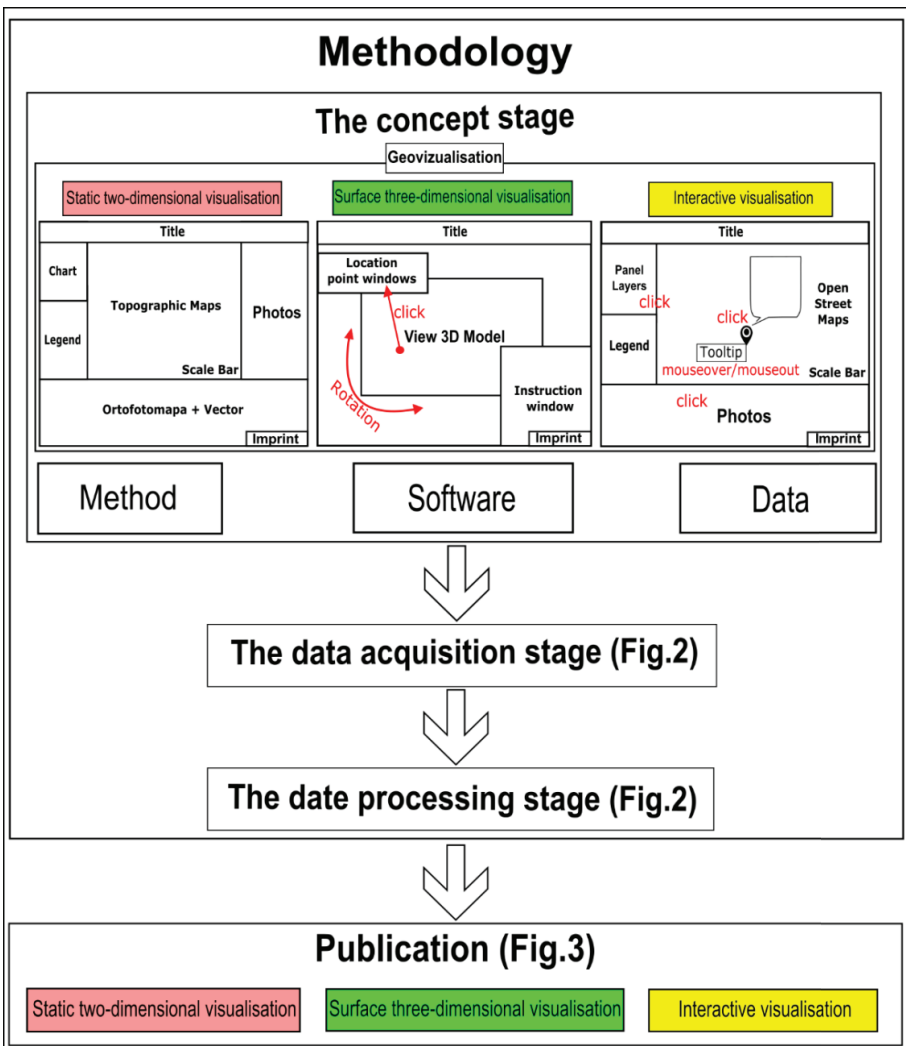 Methodology
The concept stage
Geovizualisation
Static two-dimensional visualisation
Surface three-dimensional visualisation
Interactive visualisation
Title
Chart
Legend
Topographic Maps
Photos
Scale Bar
Ortofotomapa + Vector
Imprint
Title
Location
point windows
click
View 3D Model
Rotation
Instruction
window
Imprint
Title
Panel
Layers
click
Legend
click
Tooltip
mouseover/mouseout
Open
Street
Maps
Scale Bar
click
Photos
Imprint
Method
Software
Data
The data acquisition stage (Fig.2)
The date processing stage (Fig.2)
Publication (Fig.3)
Static two-dimensional visualisation
Surface three-dimensional visualisation
Interactive visualisation